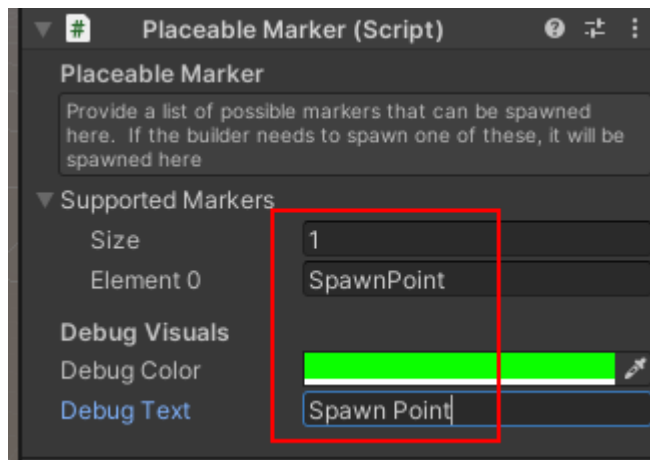 # Placeable Marker (Script)
Placeable Marker
Provide a list of possible markers that can be spawned
here. If the builder needs to spawn one of these, it will be
spawned here
Supported Markers
Size 1
Element 0 SpawnPoint
Debug Visuals
Debug Color
Debug Text Spawn Point